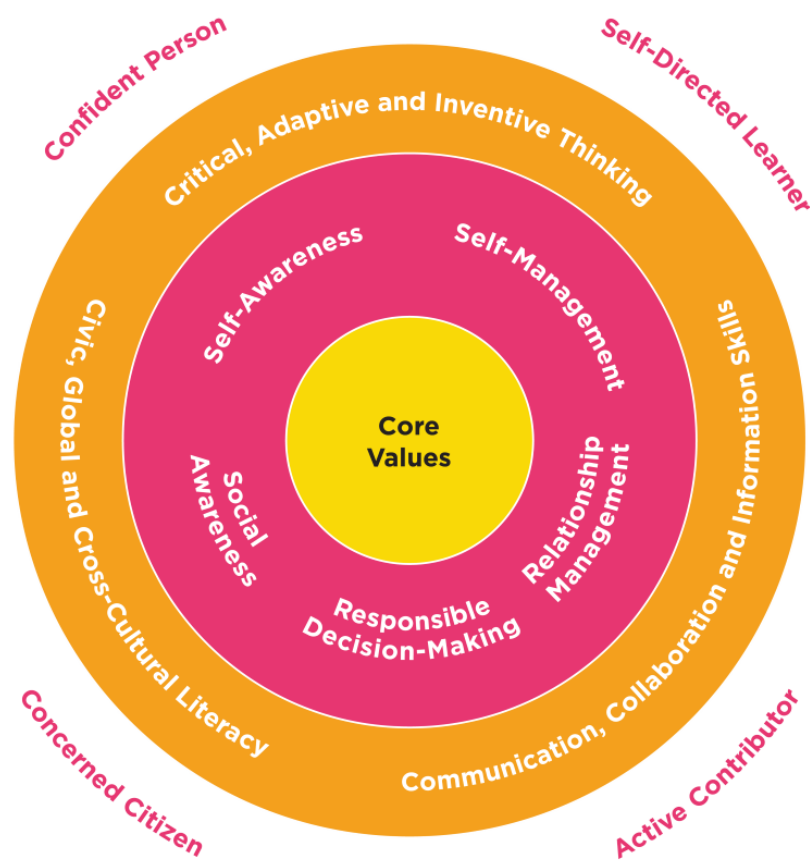 Confident Person
Self-Directed Learner
Critical, Adaptive and Inventive Thinking
Self-Awareness
Self-Management
Civic, Global and Cross-Cultural Literacy
Communication, Collaboration and Information Skills
Core
Values
Social
Awareness
Relationship
Management
Responsible
Decision-Making
Concerned Citizen
Active Contributor